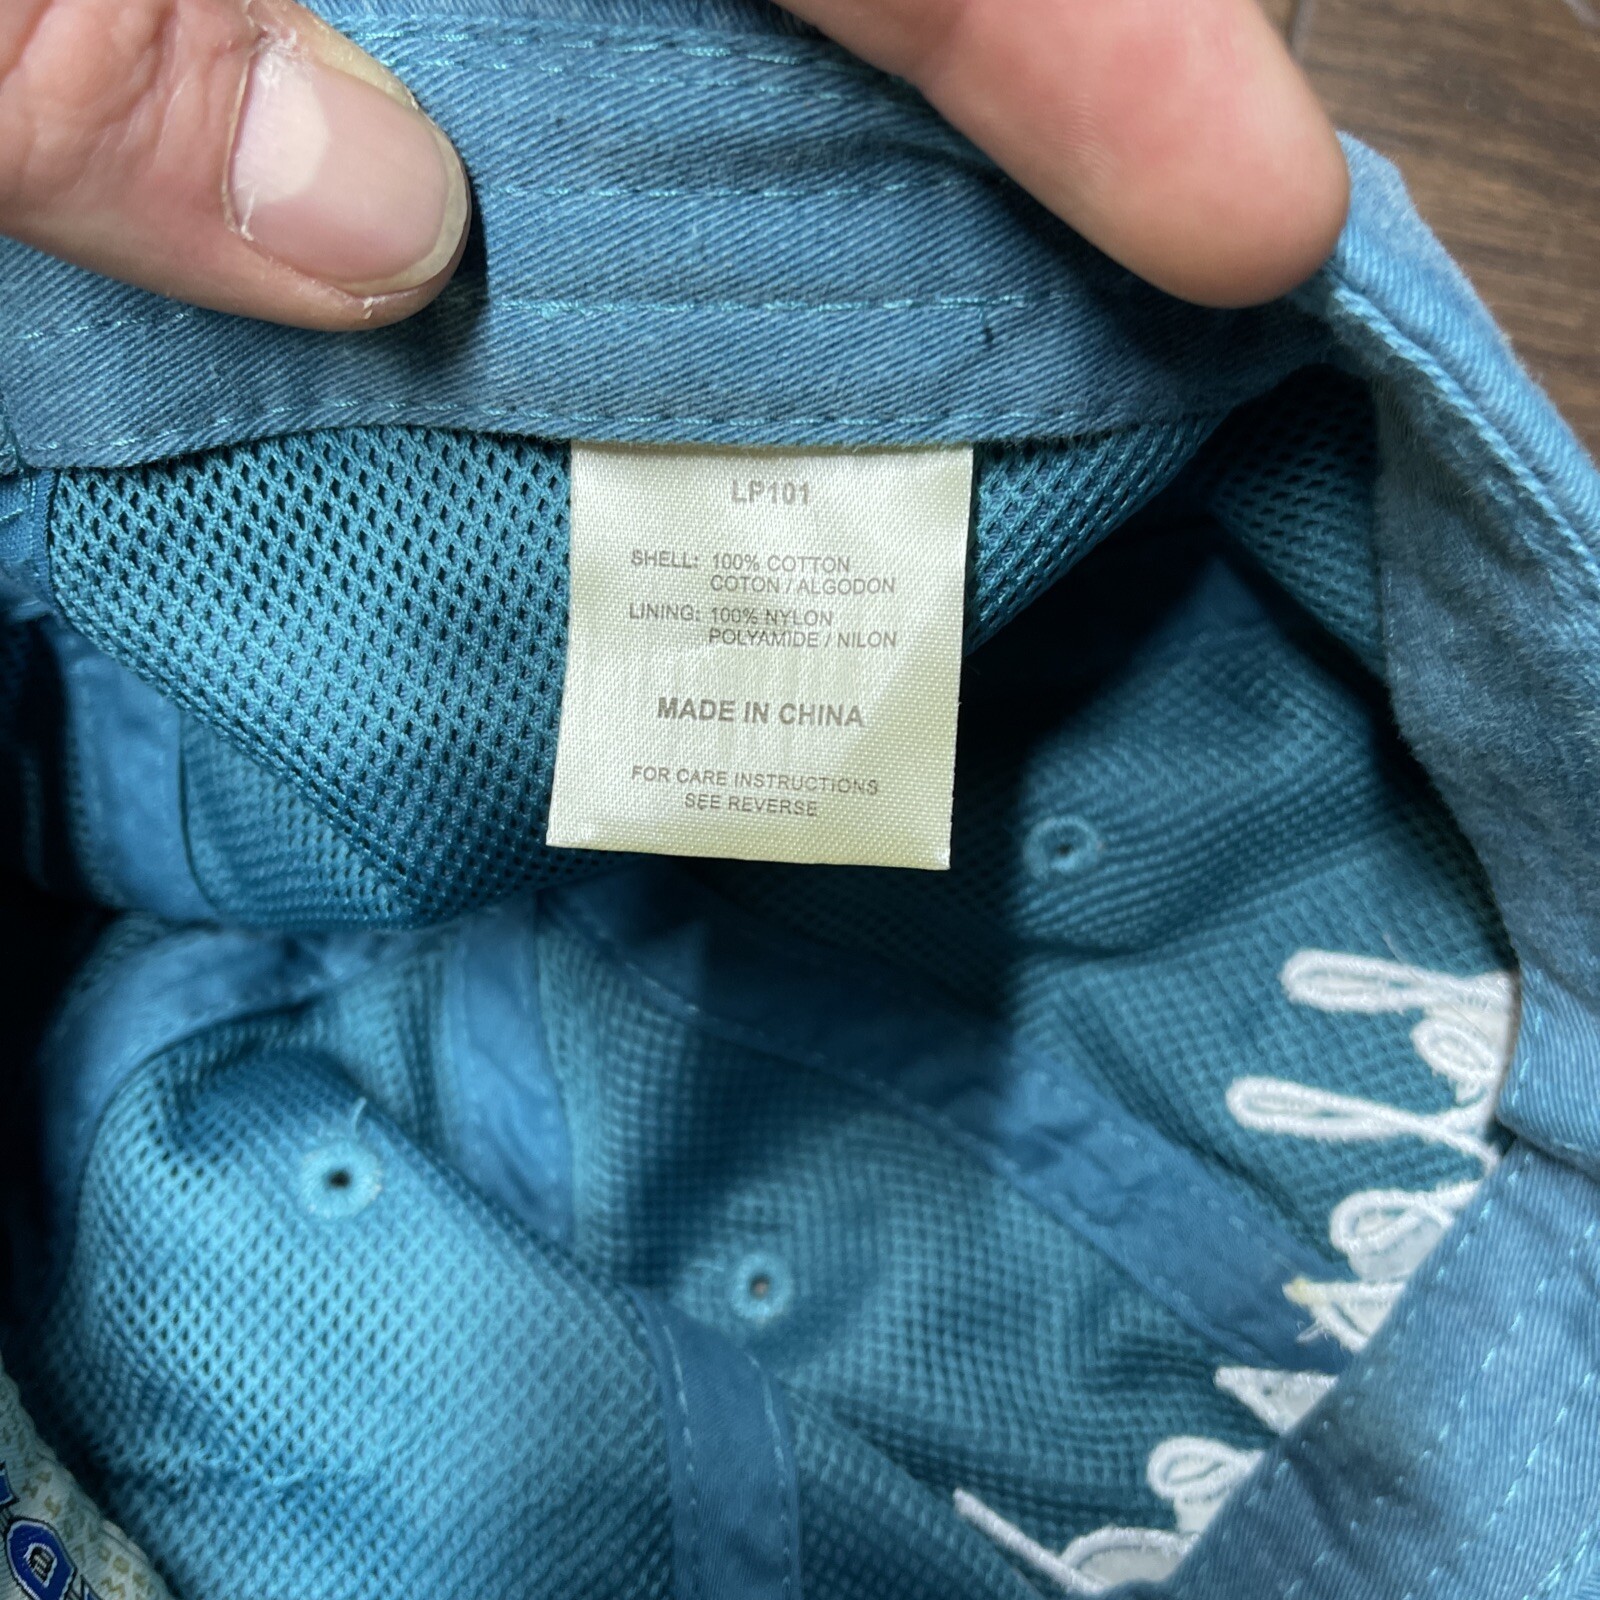 LP101
SHELL: 100% COTTON
COTON / ALGODON
LINING: 100% NYLON
POLYAMIDE / NILON
MADE IN CHINA
FOR CARE INSTRUCTIONS
SEE REVERSE